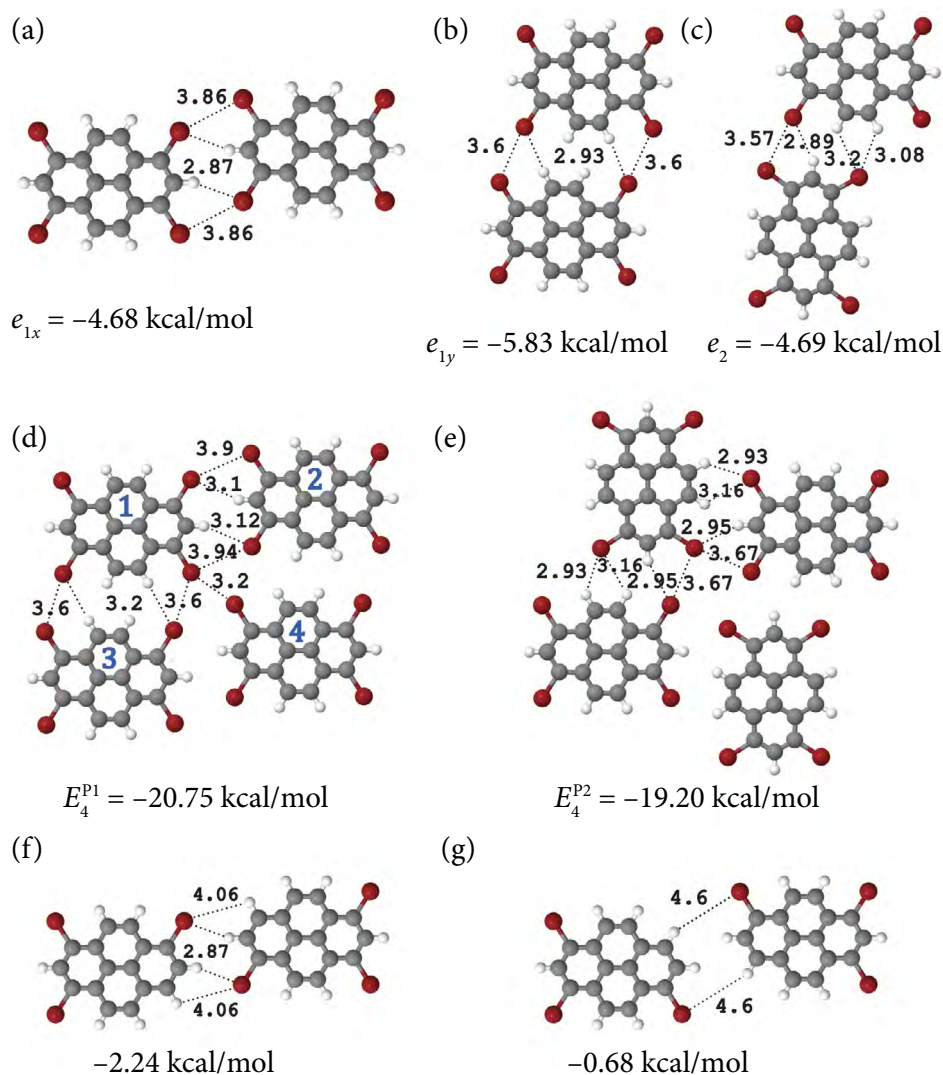 (a)
3.86
2.87
3.86
e1x = –4.68 kcal/mol
(b)
3.6
2.93
3.6
e1y = –5.83 kcal/mol
(c)
3.57
2.89
3.2
3.08
e2 = –4.69 kcal/mol
(d)
3.9
1
2
3.1
3.12
3.94
3.2
3.6
3.2
3.6
3
4
E4P1 = –20.75 kcal/mol
(e)
2.93
3.16
2.95
3.67
2.93
3.16
2.95
3.67
E4P2 = –19.20 kcal/mol
(f)
4.06
2.87
4.06
–2.24 kcal/mol
(g)
4.6
4.6
–0.68 kcal/mol